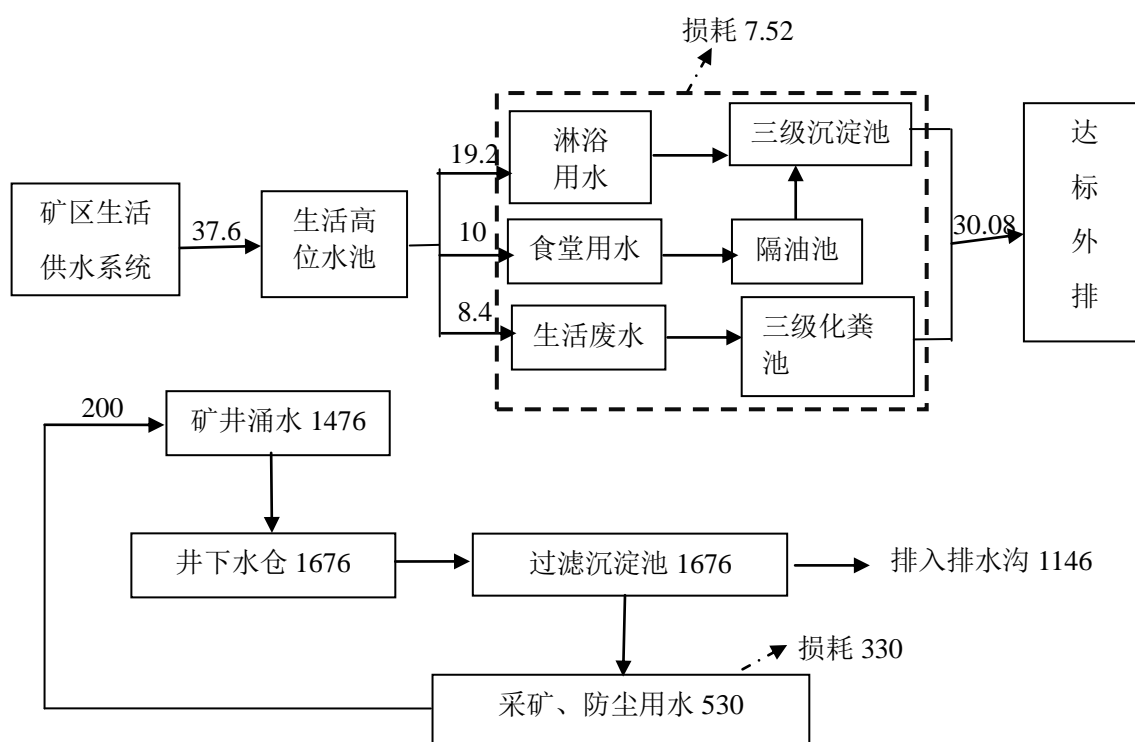 损耗 7.52
淋浴
用水
三级沉淀池
达
标
外
排
19.2
矿区生活
供水系统
37.6
生活高
位水池
10
食堂用水
隔油池
30.08
8.4
生活废水
三级化粪
池
200
矿井涌水 1476
井下水仓 1676
过滤沉淀池 1676
排入排水沟 1146
损耗 330
采矿、防尘用水 530